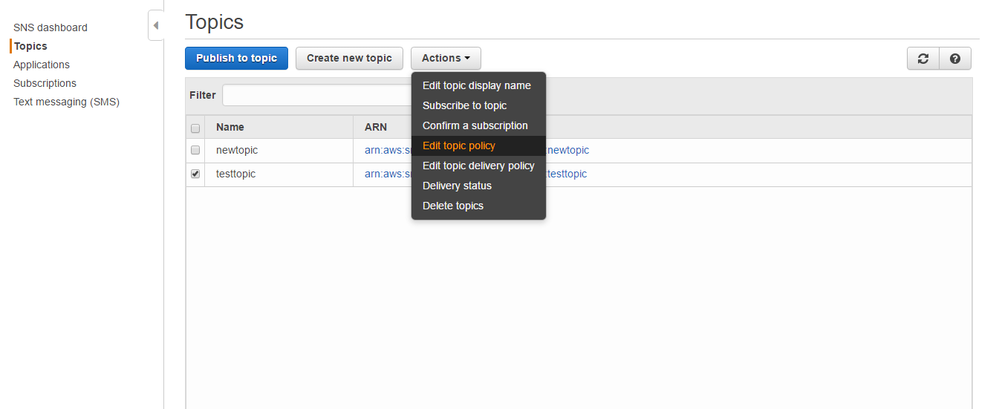 SNS dashboard
Topics
Applications
Subscriptions
Text messaging (SMS)
Topics
Publish to topic
Create new topic
Actions
Filter
Edit topic display name
Subscribe to topic
Confirm a subscription
Edit topic policy
Edit topic delivery policy
Delivery status
Delete topics
Name ARN
newtopic arn:aws: :newtopic
testtopic arn:aws: :testtopic